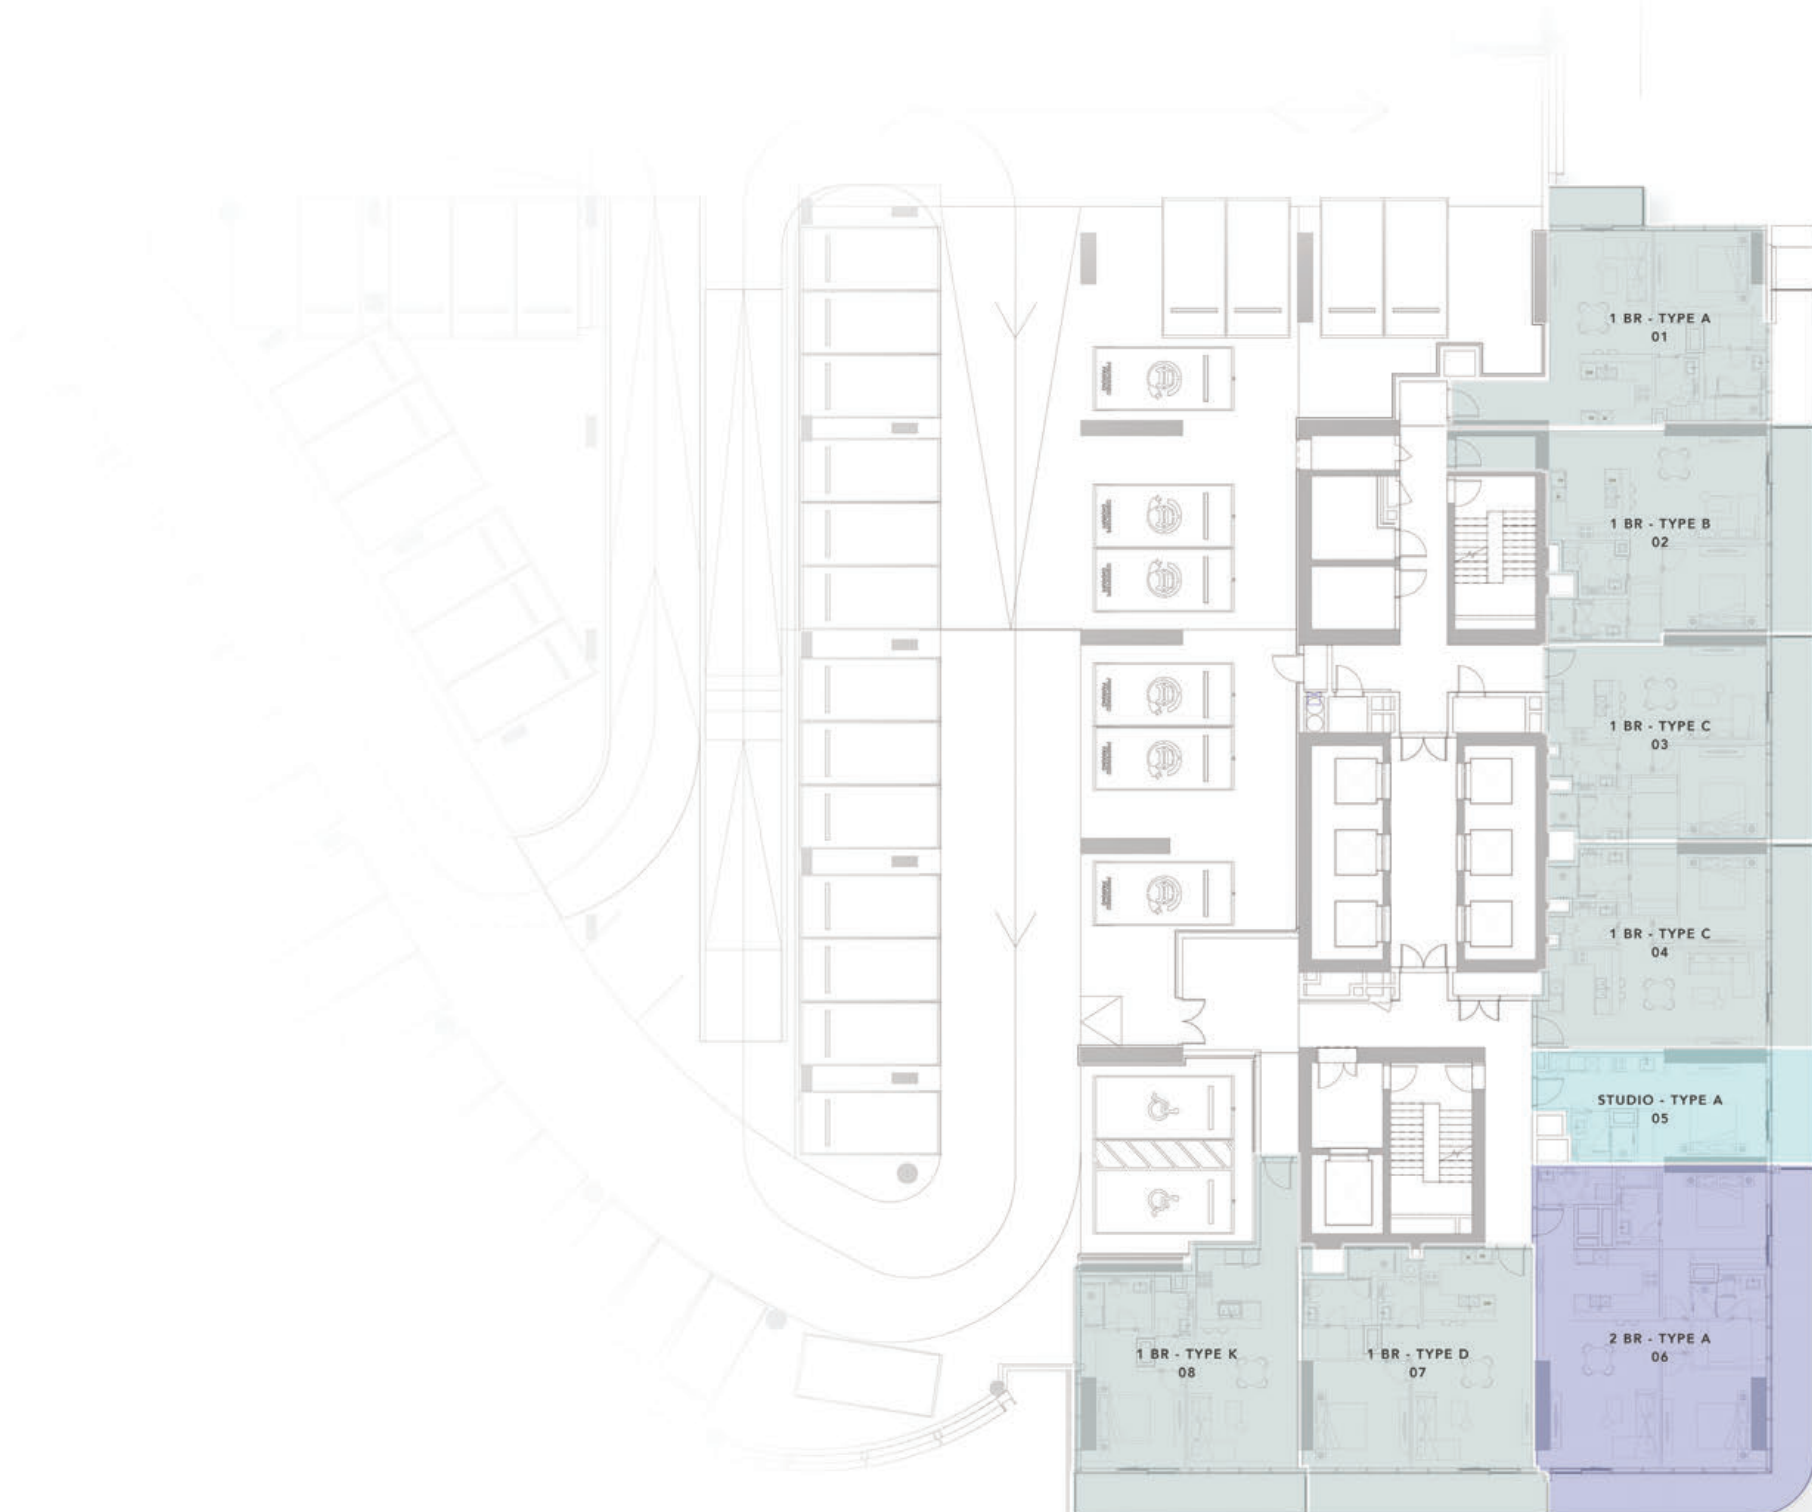 1 BR - TYPE A
01
1 BR - TYPE B
02
1 BR - TYPE C
03
1 BR - TYPE C
04
STUDIO - TYPE A
05
2 BR - TYPE A
06
1 BR - TYPE K
08
1 BR - TYPE D
07